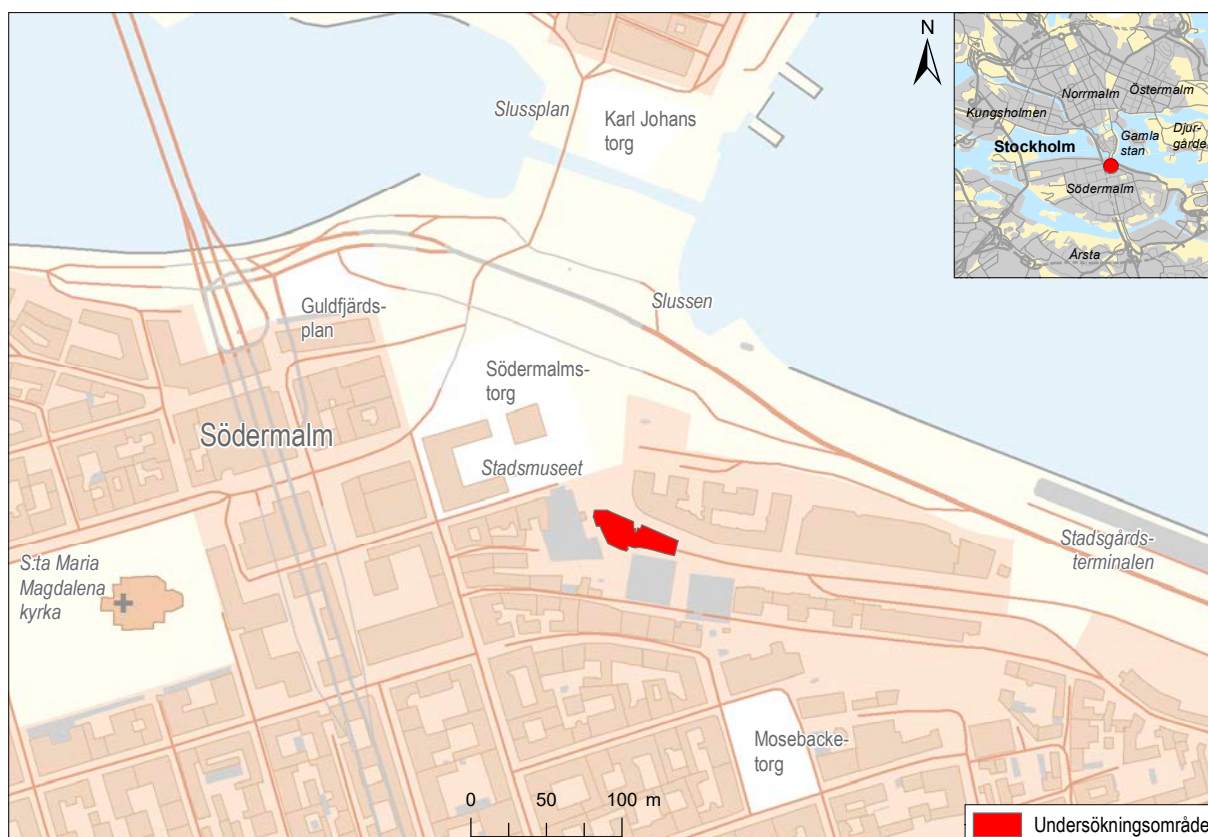 N
Slussplan
Karl Johans
torg
Norrmalm
Östermalm
Kungsholmen
Djur-
gårde
Gamla
stan
Stockholm
Södermalm
Årsta
Guldfjärds-
plan
Slussen
Södermalms-
torg
Södermalm
Stadsmuseet
Stadsgårds-
terminalen
S:ta Maria
Magdalena
kyrka
Mosebacke-
torg
0 50 100 m
Undersökningsområde